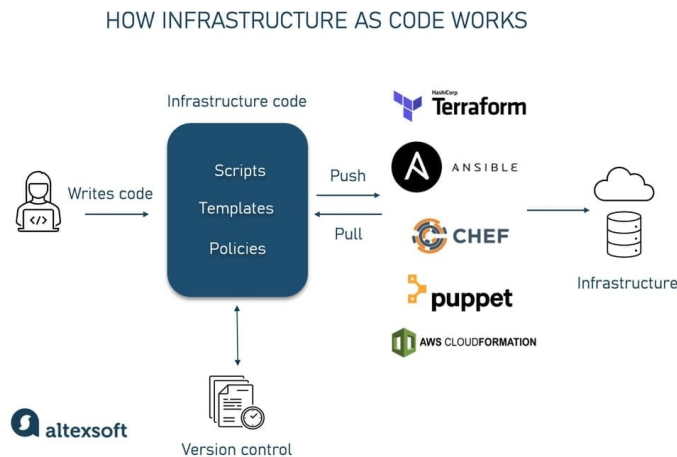 HOW INFRASTRUCTURE AS CODE WORKS
Infrastructure code
Writes code
</>
Scripts
Templates
Policies
Push
Pull
HashiCorp
Terraform
ANSIBLE
CHEF
puppet
AWS CLOUDFORMATION
Infrastructure
Version control
altexsoft